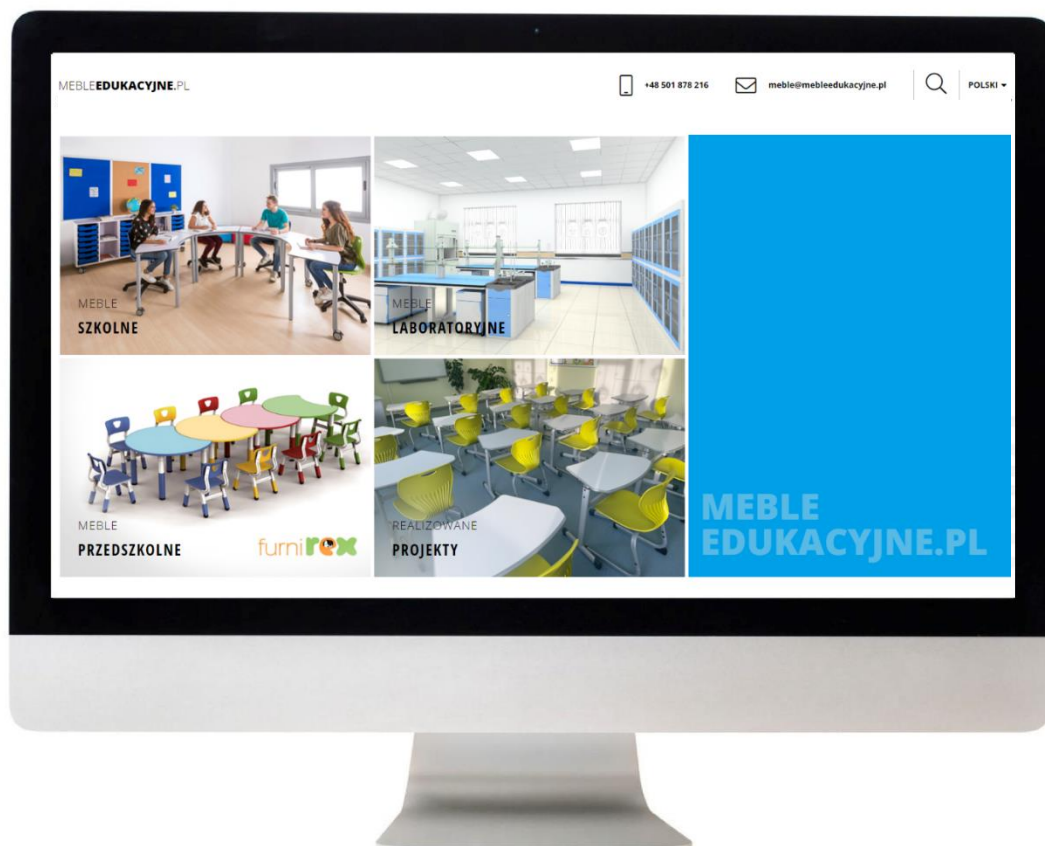 MEBLEEDUKACYJNE.PL
+48 501 878 216
meble@mebleedukacyjne.pl
POLSKI
MEBLE
SZKOLNE
MEBLE
LABORATORYJNE
MEBLE
PRZEDSZKOLNE
furnirex
REALIZOWANE
PROJEKTY
MEBLE
EDUKACYJNE.PL